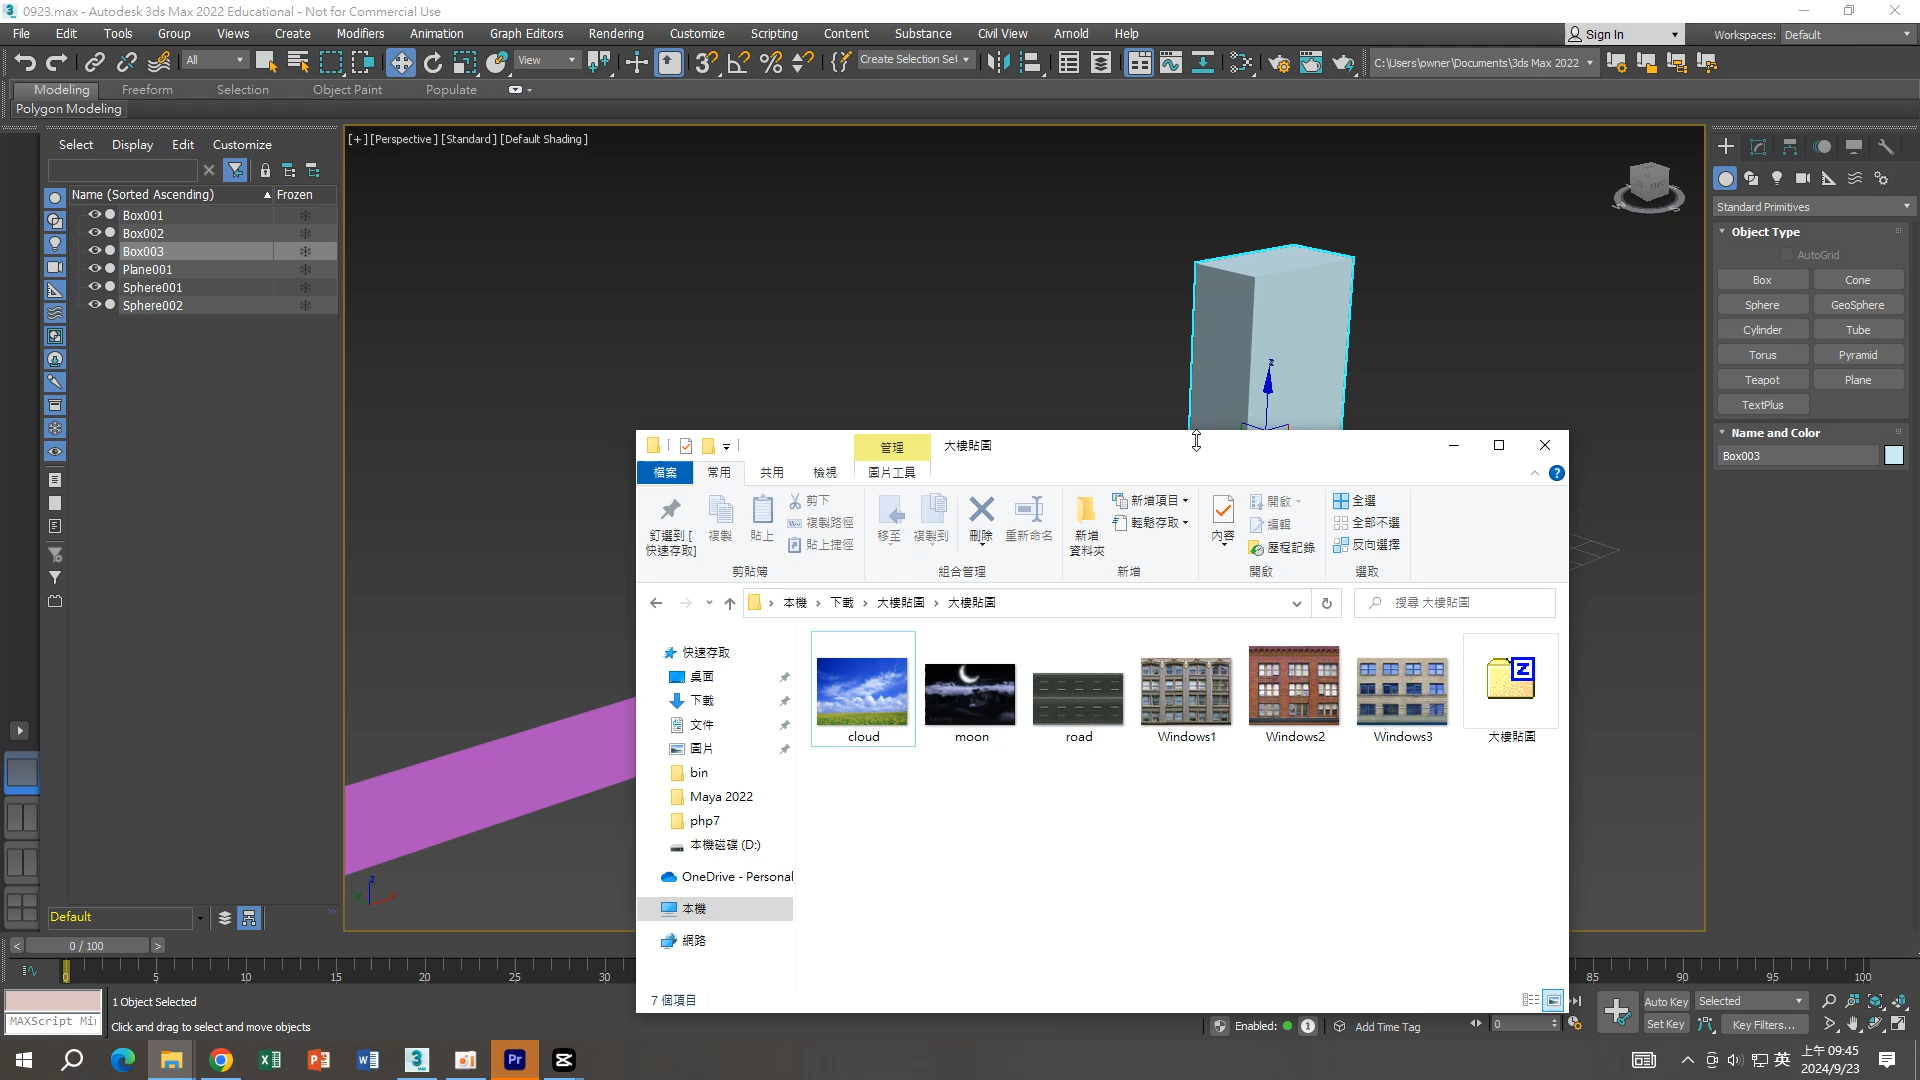 0923.max - Autodesk 3ds Max 2022 Educational - Not for Commercial Use
File Edit Tools Group Views Create Modifiers Animation Graph Editors Rendering Customize Scripting Content Substance Civil View Arnold Help
Sign In Workspaces: Default
All View Create Selection Set C:\Users\owner\Documents\3ds Max 2022
Modeling Freeform Selection Object Paint Populate
Polygon Modeling
Select Display Edit Customize
[+] [Perspective] [Standard] [Default Shading]
Name (Sorted Ascending) Frozen
Box001
Box002
Box003
Plane001
Sphere001
Sphere002
Standard Primitives
Object Type
AutoGrid
Box Cone
Sphere GeoSphere
Cylinder Tube
Torus Pyramid
Teapot Plane
TextPlus
Name and Color
Box003
z
管理 大樓貼圖
檔案 常用 共用 檢視 圖片工具
釘選到 [快速存取]
複製
貼上
剪下
複製路徑
貼上捷徑
剪貼簿
移至 複製到 刪除 重新命名
組合管理
新增資料夾
新增項目
輕鬆存取
新增
內容
開啟
編輯
歷程記錄
開啟
全選
全部不選
反向選擇
選取
本機 › 下載 › 大樓貼圖 › 大樓貼圖
搜尋 大樓貼圖
快速存取
桌面
下載
文件
圖片
bin
Maya 2022
php7
本機磁碟 (D:)
OneDrive - Personal
本機
網路
cloud moon road Windows1 Windows2 Windows3 大樓貼圖
7 個項目
Default
0 / 100
0 5 10 15 20 25 30 85 90 95 100
1 Object Selected
MAXScript Mi
Click and drag to select and move objects
Enabled: 1 Add Time Tag
0
Auto Key Selected
Set Key Key Filters...
英
上午 09:45
2024/9/23